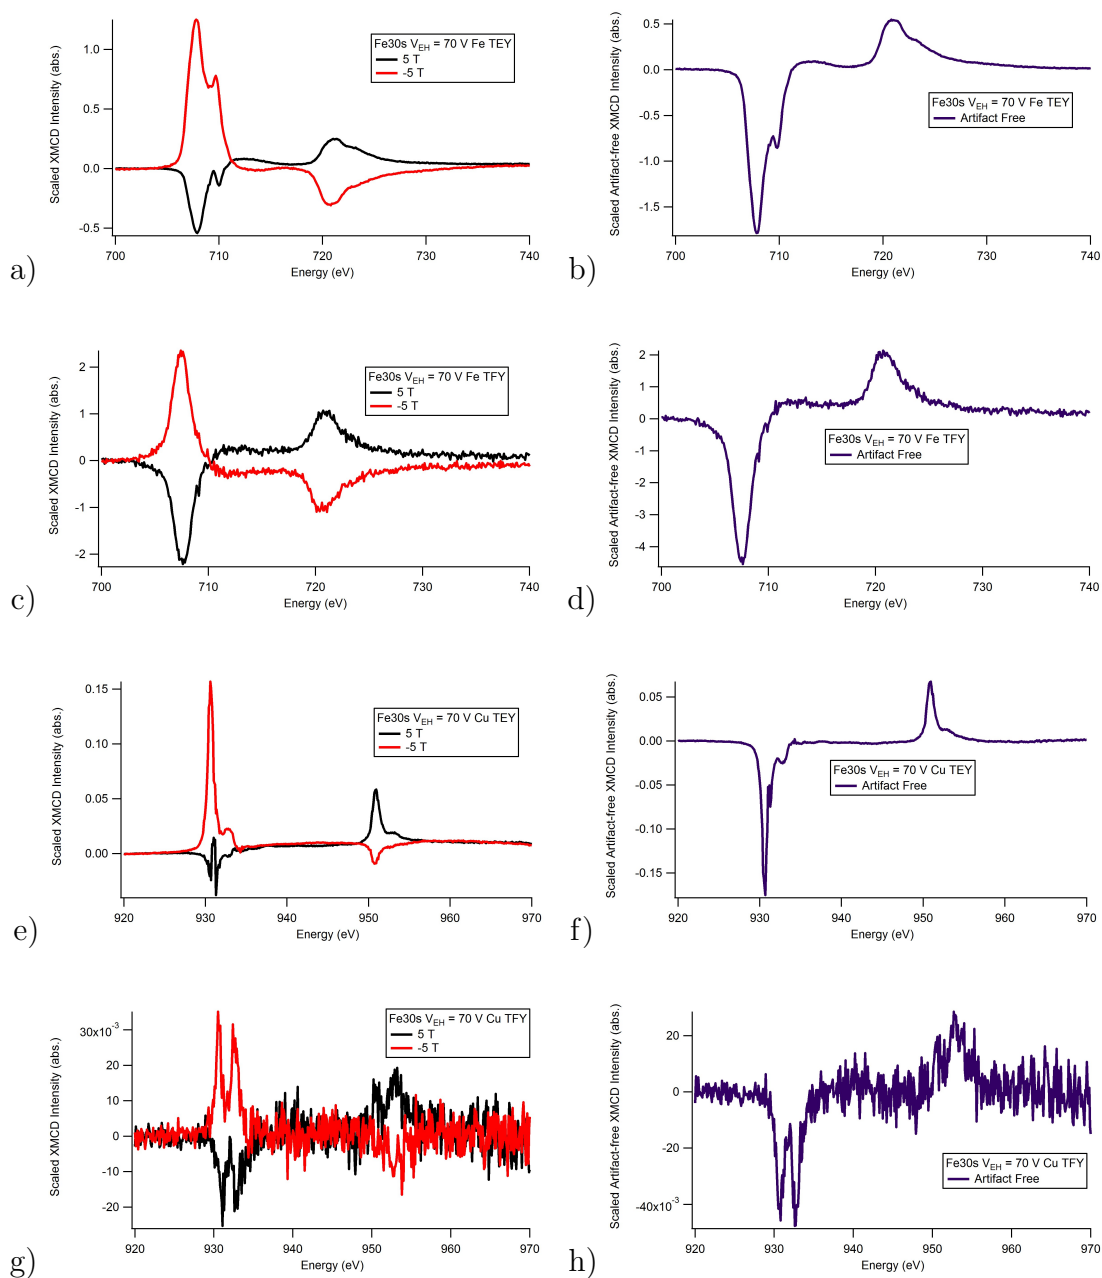 Scaled XMCD Intensity (abs.)
1.0
0.5
0.0
-0.5
Fe30s V_EH = 70 V Fe TEY
5 T
-5 T
700
710
720
730
740
Energy (eV)
a)
Scaled Artifact-free XMCD Intensity (abs.)
0.5
0.0
-0.5
-1.0
-1.5
Fe30s V_EH = 70 V Fe TEY
Artifact Free
700
710
720
730
740
Energy (eV)
b)
Scaled XMCD Intensity (abs.)
2
1
0
-1
-2
Fe30s V_EH = 70 V Fe TFY
5 T
-5 T
700
710
720
730
740
Energy (eV)
c)
Scaled Artifact-free XMCD Intensity (abs.)
2
1
0
-1
-2
-3
-4
Fe30s V_EH = 70 V Fe TFY
Artifact Free
700
710
720
730
740
Energy (eV)
d)
Scaled XMCD Intensity (abs.)
0.15
0.10
0.05
0.00
Fe30s V_EH = 70 V Cu TEY
5 T
-5 T
920
930
940
950
960
970
Energy (eV)
e)
Scaled Artifact-free XMCD Intensity (abs.)
0.05
0.00
-0.05
-0.10
-0.15
Fe30s V_EH = 70 V Cu TEY
Artifact Free
920
930
940
950
960
970
Energy (eV)
f)
Scaled XMCD Intensity (abs.)
30x10⁻³
20
10
0
-10
-20
Fe30s V_EH = 70 V Cu TFY
5 T
-5 T
920
930
940
950
960
970
Energy (eV)
g)
Scaled Artifact-free XMCD Intensity (abs.)
20
0
-20
-40x10⁻³
Fe30s V_EH = 70 V Cu TFY
Artifact Free
920
930
940
950
960
970
Energy (eV)
h)